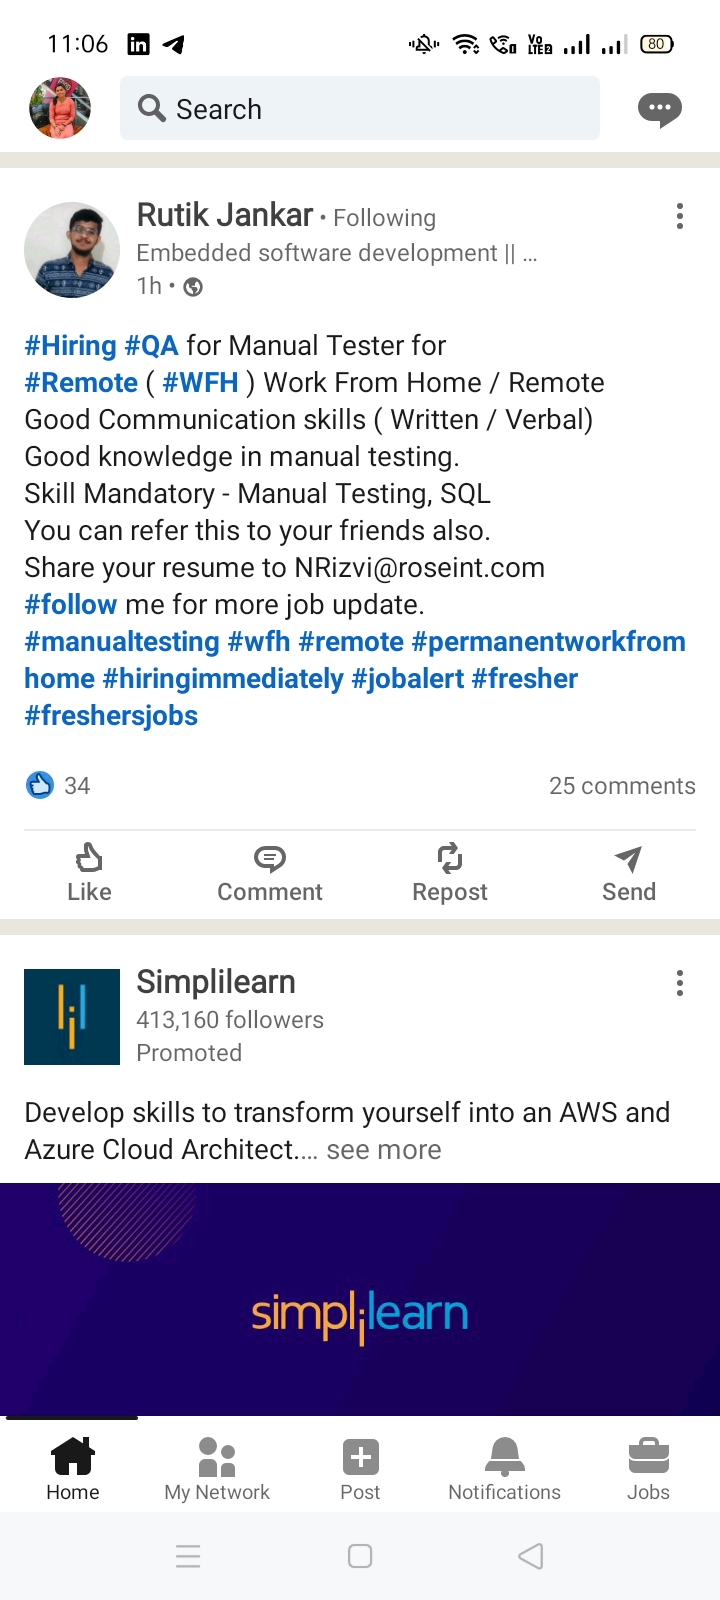 11:06
Vo
LTE2
80
Search
Rutik Jankar • Following
Embedded software development || ...
1h •
#Hiring #QA for Manual Tester for
#Remote ( #WFH ) Work From Home / Remote
Good Communication skills ( Written / Verbal)
Good knowledge in manual testing.
Skill Mandatory - Manual Testing, SQL
You can refer this to your friends also.
Share your resume to NRizvi@roseint.com
#follow me for more job update.
#manualtesting #wfh #remote #permanentworkfrom
home #hiringimmediately #jobalert #fresher
#freshersjobs
34
25 comments
Like
Comment
Repost
Send
Simplilearn
413,160 followers
Promoted
Develop skills to transform yourself into an AWS and
Azure Cloud Architect.... see more
simplilearn
Home
My Network
Post
Notifications
Jobs